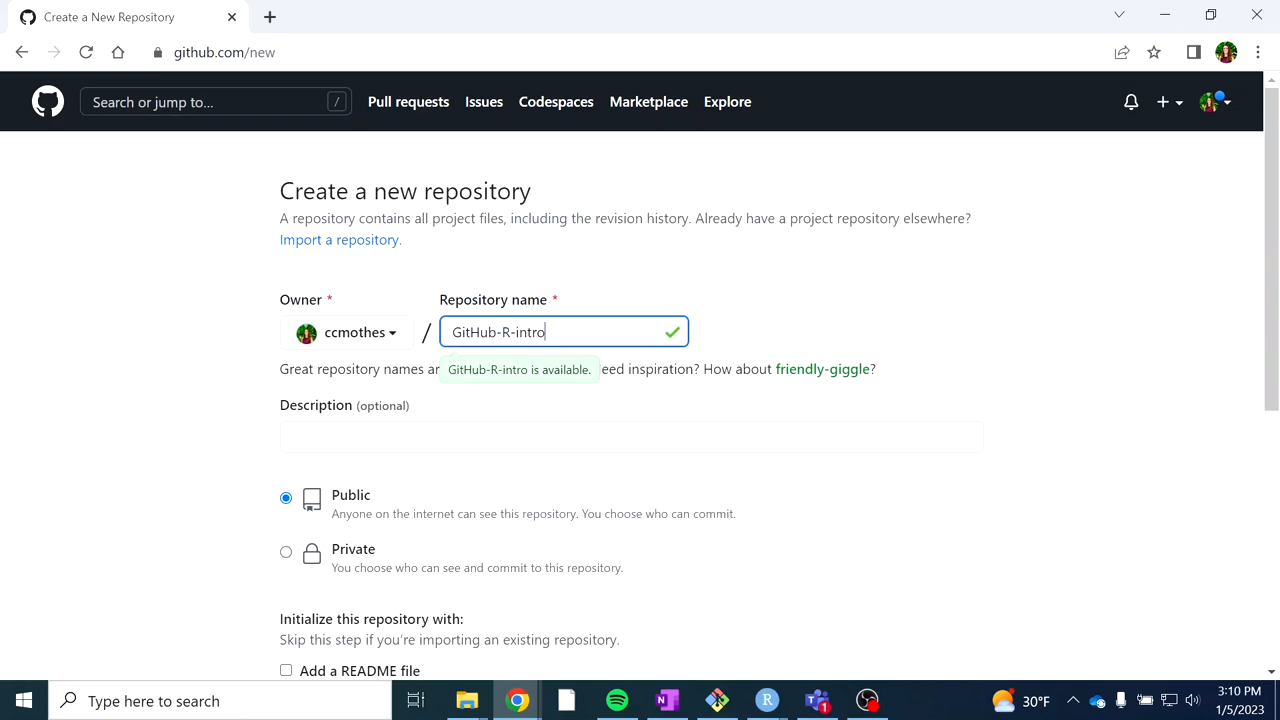 Create a New Repository
github.com/new
Search or jump to...
/
Pull requests
Issues
Codespaces
Marketplace
Explore
Create a new repository
A repository contains all project files, including the revision history. Already have a project repository elsewhere?
Import a repository.
Owner *
Repository name *
ccmothes
/
GitHub-R-intro
Great repository names ar
GitHub-R-intro is available.
eed inspiration? How about friendly-giggle?
Description (optional)
Public
Anyone on the internet can see this repository. You choose who can commit.
Private
You choose who can see and commit to this repository.
Initialize this repository with:
Skip this step if you're importing an existing repository.
Add a README file
Type here to search
1
30°F
3:10 PM
1/5/2023